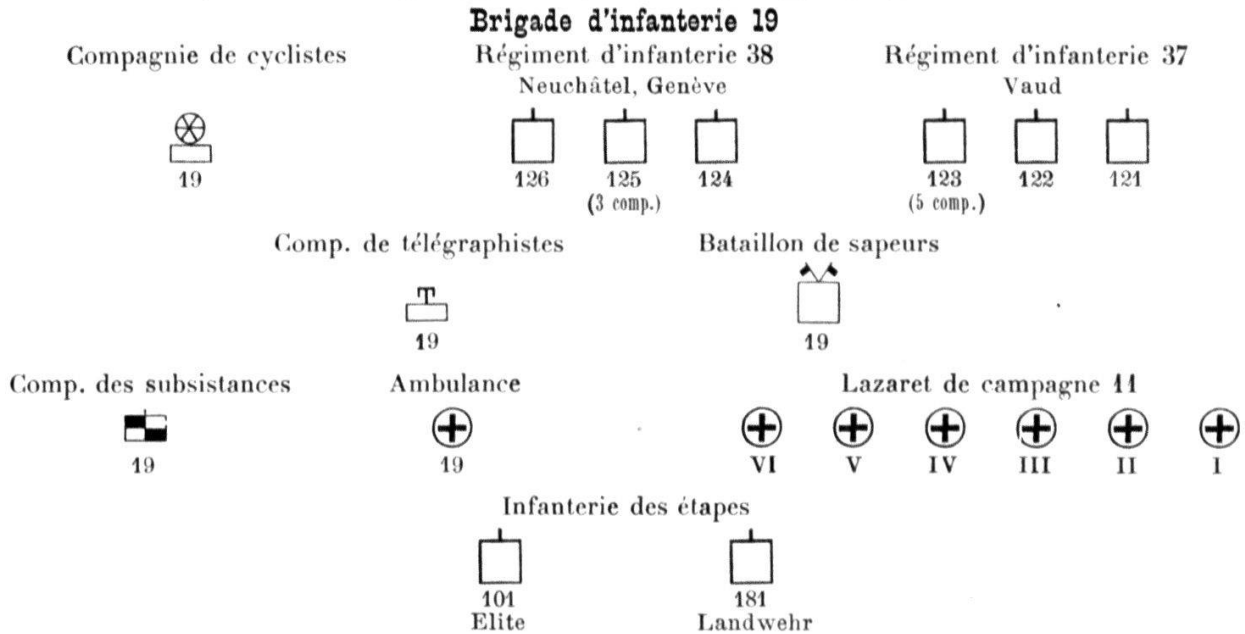 Brigade d'infanterie 19
Compagnie de cyclistes Régiment d'infanterie 38 Régiment d'infanterie 37
Neuchâtel, Genève Vaud
19 126 125 124 123 122 121
(3 comp.) (5 comp.)
Comp. de télégraphistes Bataillon de sapeurs
T
19 19
Comp. des subsistances Ambulance Lazaret de campagne 11
19 19 VI V IV III II I
Infanterie des étapes
101 181
Elite Landwehr